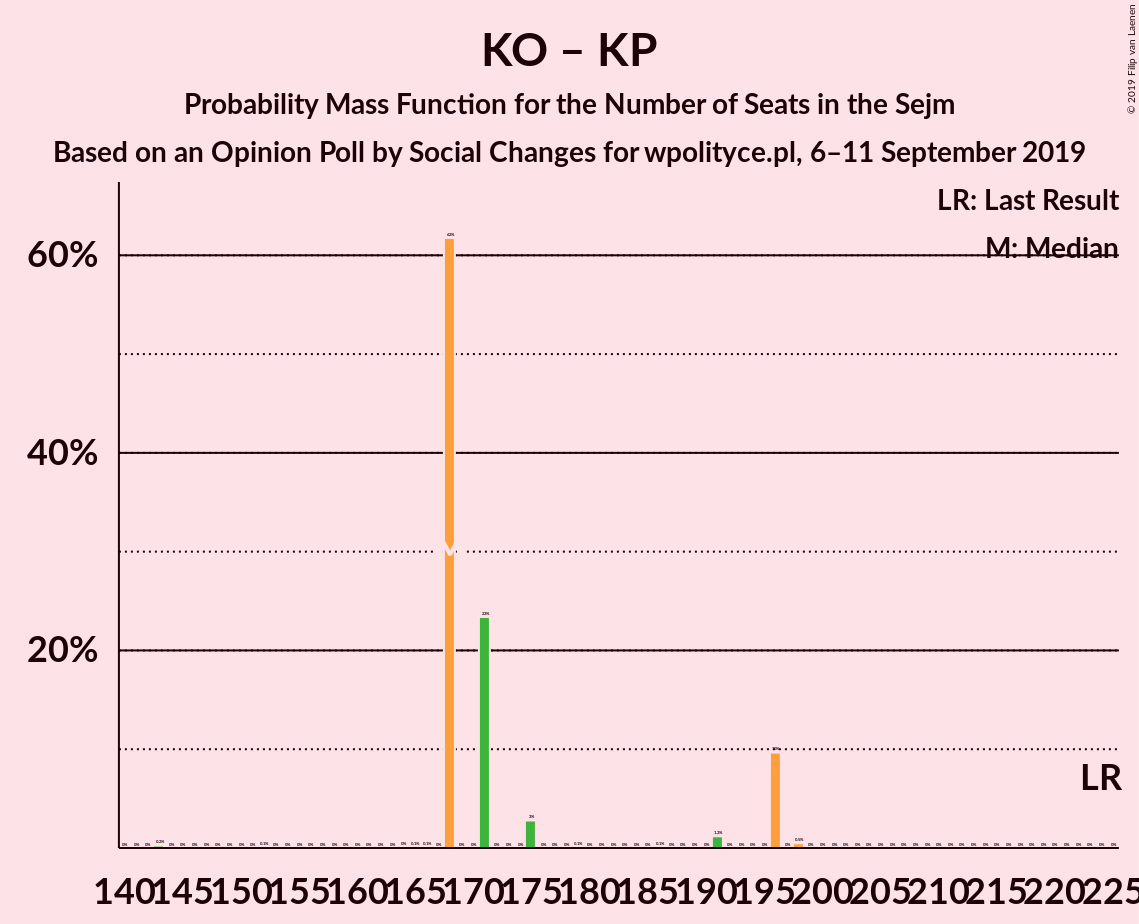 KO – KP
Probability Mass Function for the Number of Seats in the Sejm
Based on an Opinion Poll by Social Changes for wpolityce.pl, 6–11 September 2019
© 2019 Filip van Laenen
LR: Last Result
M: Median
60%
40%
20%
M
LR
140 145 150 155 160 165 170 175 180 185 190 195 200 205 210 215 220 225